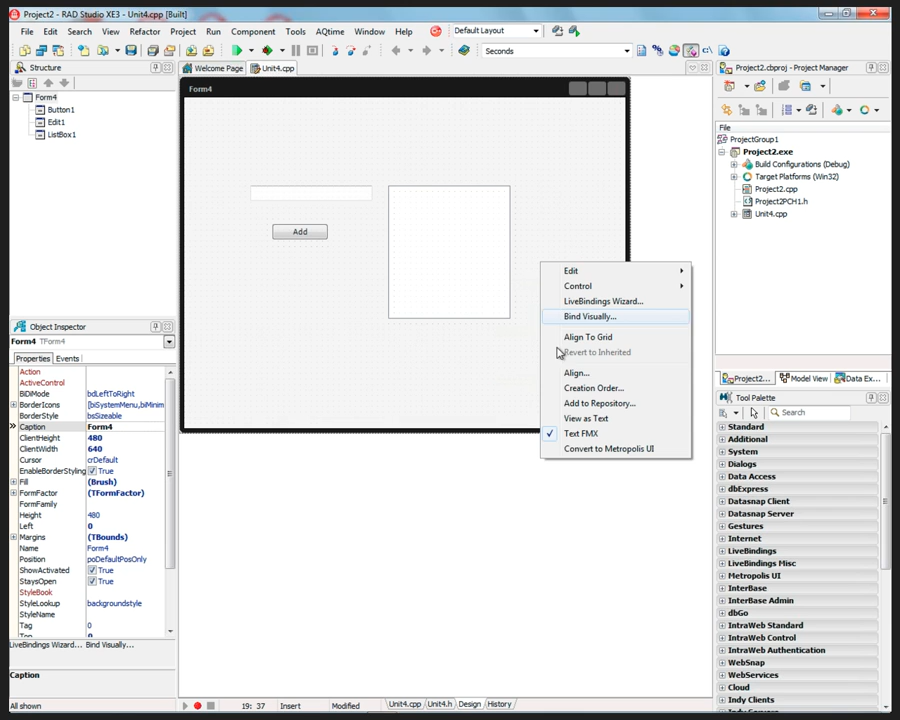 Project2 - RAD Studio XE3 - Unit4.cpp [Built]
File Edit Search View Refactor Project Run Component Tools AQtime Window Help Default Layout
Seconds
Structure
Form4
Button1
Edit1
ListBox1
Welcome Page Unit4.cpp
Form4
Add
Edit
Control
LiveBindings Wizard...
Bind Visually...
Align To Grid
Revert to Inherited
Align...
Creation Order...
Add to Repository...
View as Text
Text FMX
Convert to Metropolis UI
Object Inspector
Form4 TForm4
Properties Events
Action
ActiveControl
BiDiMode bdLeftToRight
BorderIcons [biSystemMenu,biMinim
BorderStyle bsSizeable
Caption Form4
ClientHeight 480
ClientWidth 640
Cursor crDefault
EnableBorderStyling True
Fill (Brush)
FormFactor (TFormFactor)
FormFamily
Height 480
Left 0
Margins (TBounds)
Name Form4
Position poDefaultPosOnly
ShowActivated True
StaysOpen True
StyleBook
StyleLookup backgroundstyle
StyleName
Tag 0
Top 0
LiveBindings Wizard... Bind Visually...
Caption
All shown
19: 37 Insert Modified Unit4.cpp Unit4.h Design History
Project2.cbproj - Project Manager
File
ProjectGroup1
Project2.exe
Build Configurations (Debug)
Target Platforms (Win32)
Project2.cpp
Project2PCH1.h
Unit4.cpp
Project2... Model View Data Ex...
Tool Palette
Search
Standard
Additional
System
Dialogs
Data Access
dbExpress
Datasnap Client
Datasnap Server
Gestures
Internet
LiveBindings
LiveBindings Misc
Metropolis UI
InterBase
InterBase Admin
dbGo
IntraWeb Standard
IntraWeb Control
IntraWeb Authentication
WebSnap
WebServices
Cloud
Indy Clients
Indy Servers